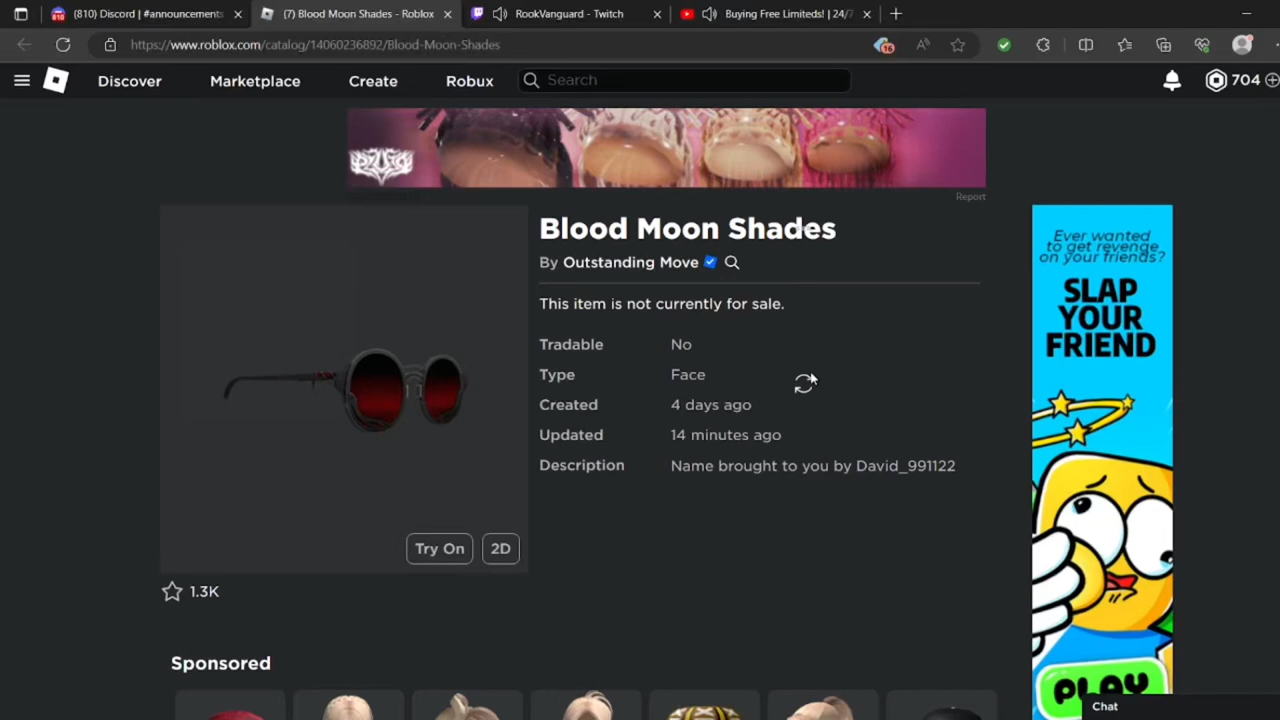 (810) Discord | #announcements
(7) Blood Moon Shades - Roblox
RookVanguard - Twitch
Buying Free Limiteds! | 24/7
https://www.roblox.com/catalog/14060236892/Blood-Moon-Shades
16
Discover
Marketplace
Create
Robux
Search
704
Report
Blood Moon Shades
By Outstanding Move
This item is not currently for sale.
Tradable No
Type Face
Created 4 days ago
Updated 14 minutes ago
Description Name brought to you by David_991122
Try On
2D
1.3K
Sponsored
Ever wanted
to get revenge
on your friends?
SLAP
YOUR
FRIEND
PLAY
Chat